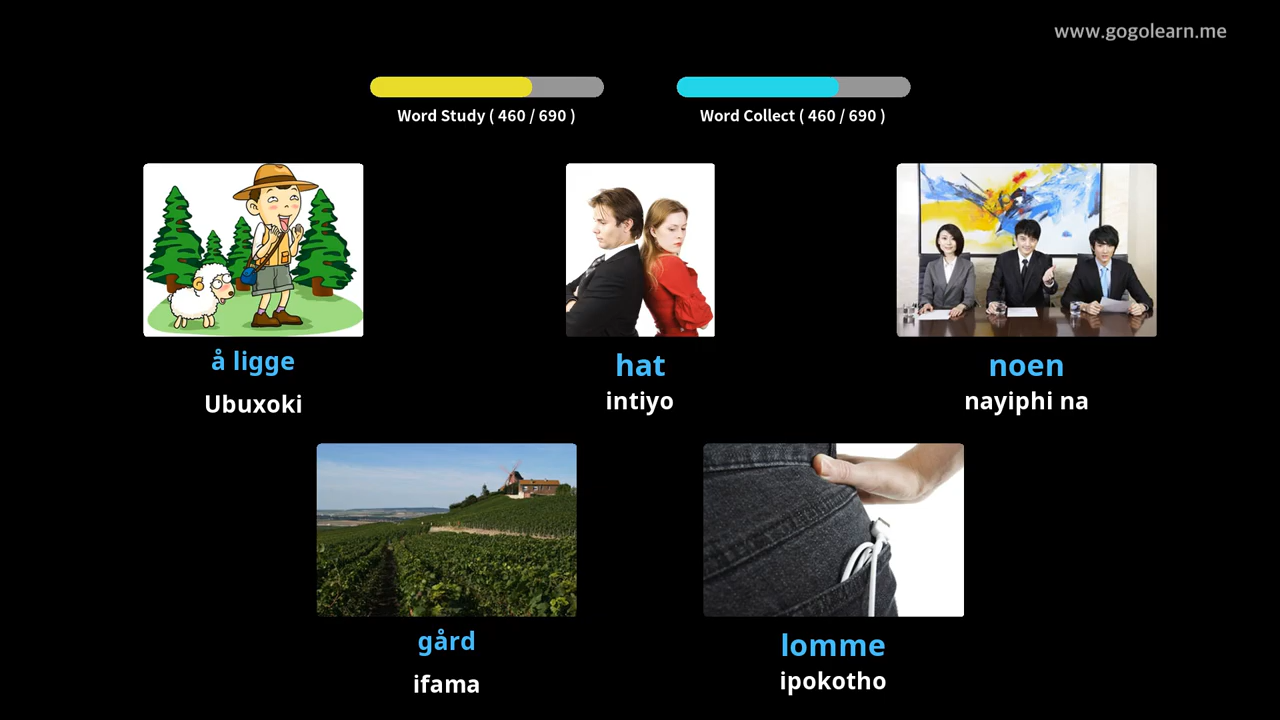 www.gogolearn.me
Word Study ( 460 / 690 )
Word Collect ( 460 / 690 )
å ligge
Ubuxoki
hat
intiyo
noen
nayiphi na
gård
ifama
lomme
ipokotho